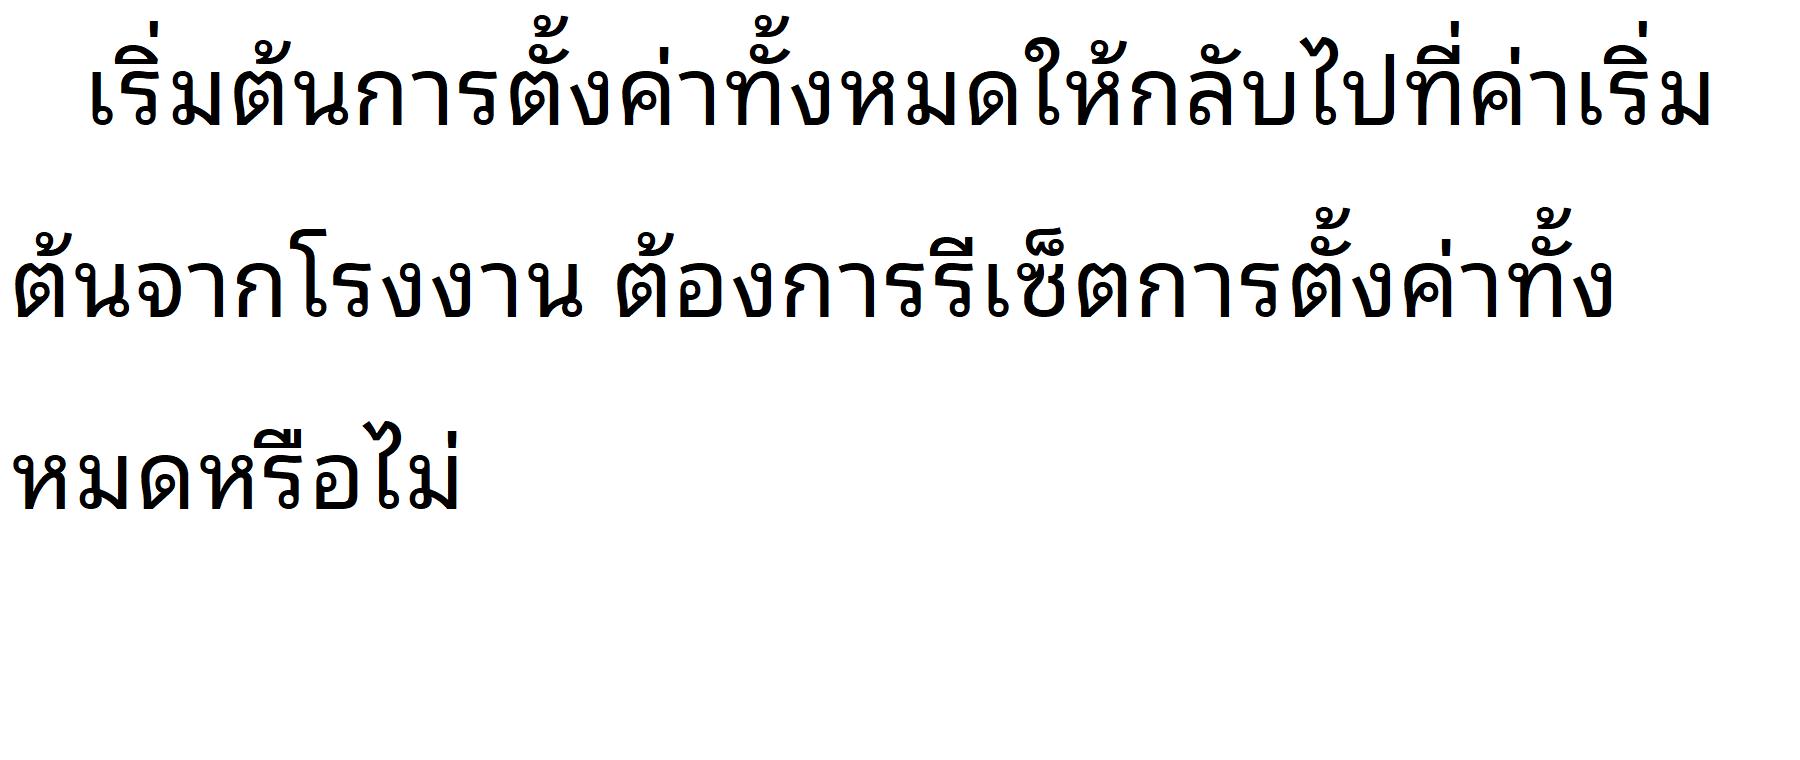 เริ่มต้นการตั้งค่าทั้งหมดให้กลับไปที่ค่าเริ่ม
ต้นจากโรงงาน ต้องการรีเซ็ตการตั้งค่าทั้ง
หมดหรือไม่